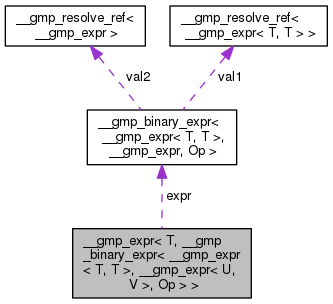 __gmp_resolve_ref<
__gmp_expr >
__gmp_resolve_ref<
__gmp_expr< T, T > >
val2
val1
__gmp_binary_expr<
__gmp_expr< T, T >,
__gmp_expr, Op >
expr
__gmp_expr< T, __gmp
_binary_expr< __gmp_expr
< T, T >, __gmp_expr< U,
V >, Op > >